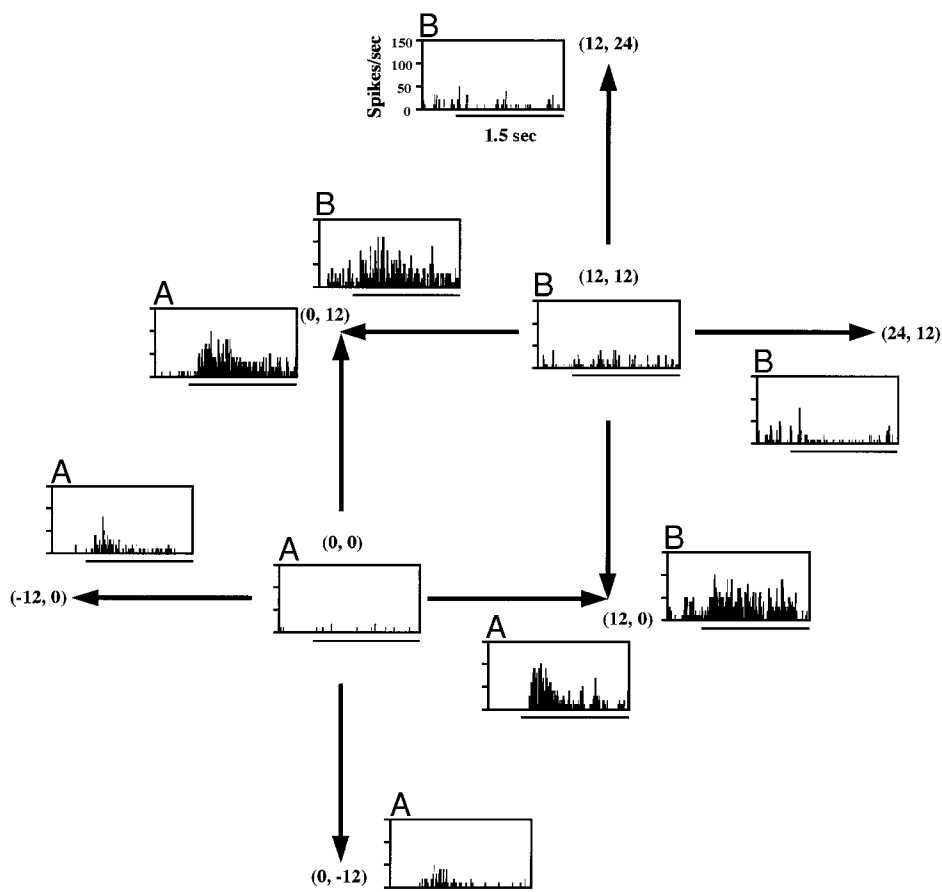 B
(12, 24)
Spikes/sec
150
100
50
0
1.5 sec
B
(12, 12)
A
(0, 12)
B
(24, 12)
B
A
(0, 0)
A
B
(-12, 0)
(12, 0)
A
A
(0, -12)